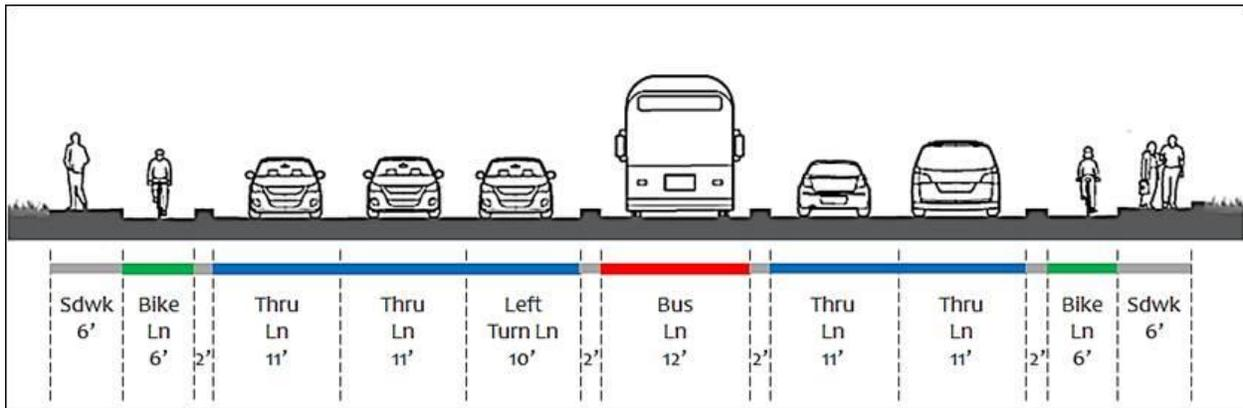 Sdwk
6’
Bike
Ln
6’
2’
Thru
Ln
11’
Thru
Ln
11’
Left
Turn Ln
10’
2’
Bus
Ln
12’
2’
Thru
Ln
11’
Thru
Ln
11’
2’
Bike
Ln
6’
Sdwk
6’